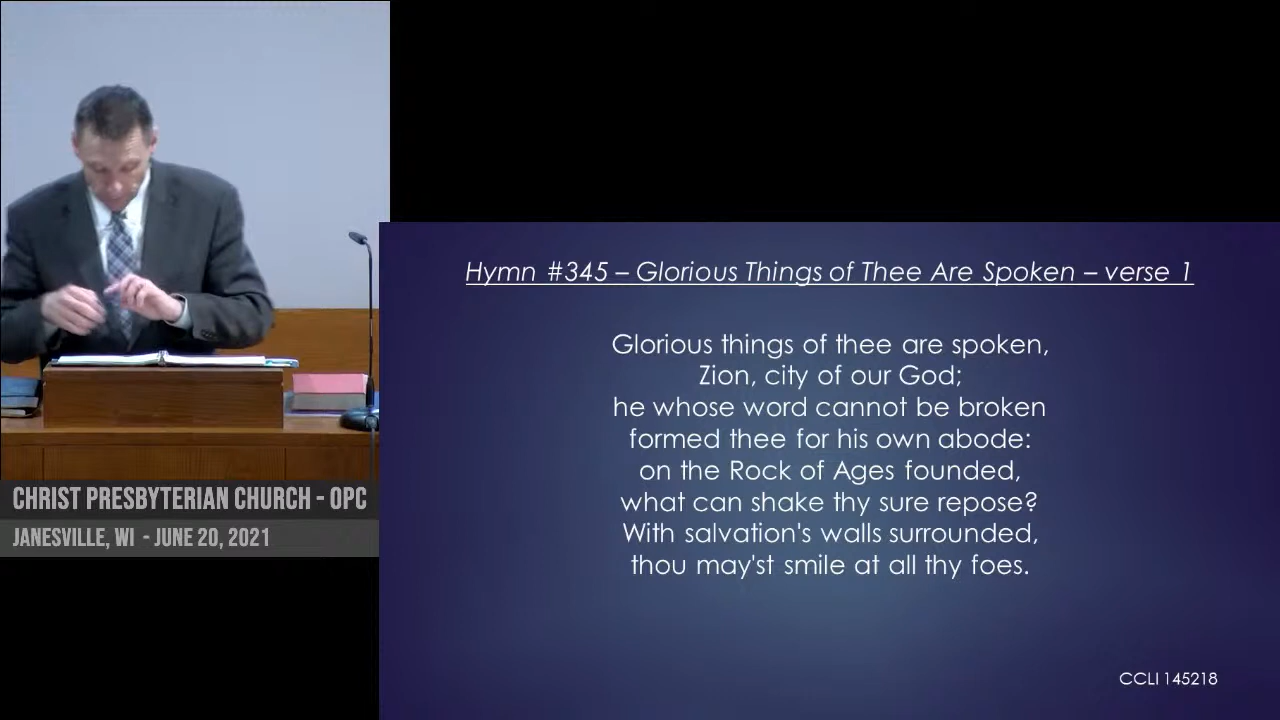 Hymn #345 – Glorious Things of Thee Are Spoken – verse 1
Glorious things of thee are spoken,
Zion, city of our God;
he whose word cannot be broken
formed thee for his own abode:
on the Rock of Ages founded,
what can shake thy sure repose?
With salvation's walls surrounded,
thou may'st smile at all thy foes.
CCLI 145218
CHRIST PRESBYTERIAN CHURCH - OPC
JANESVILLE, WI - JUNE 20, 2021